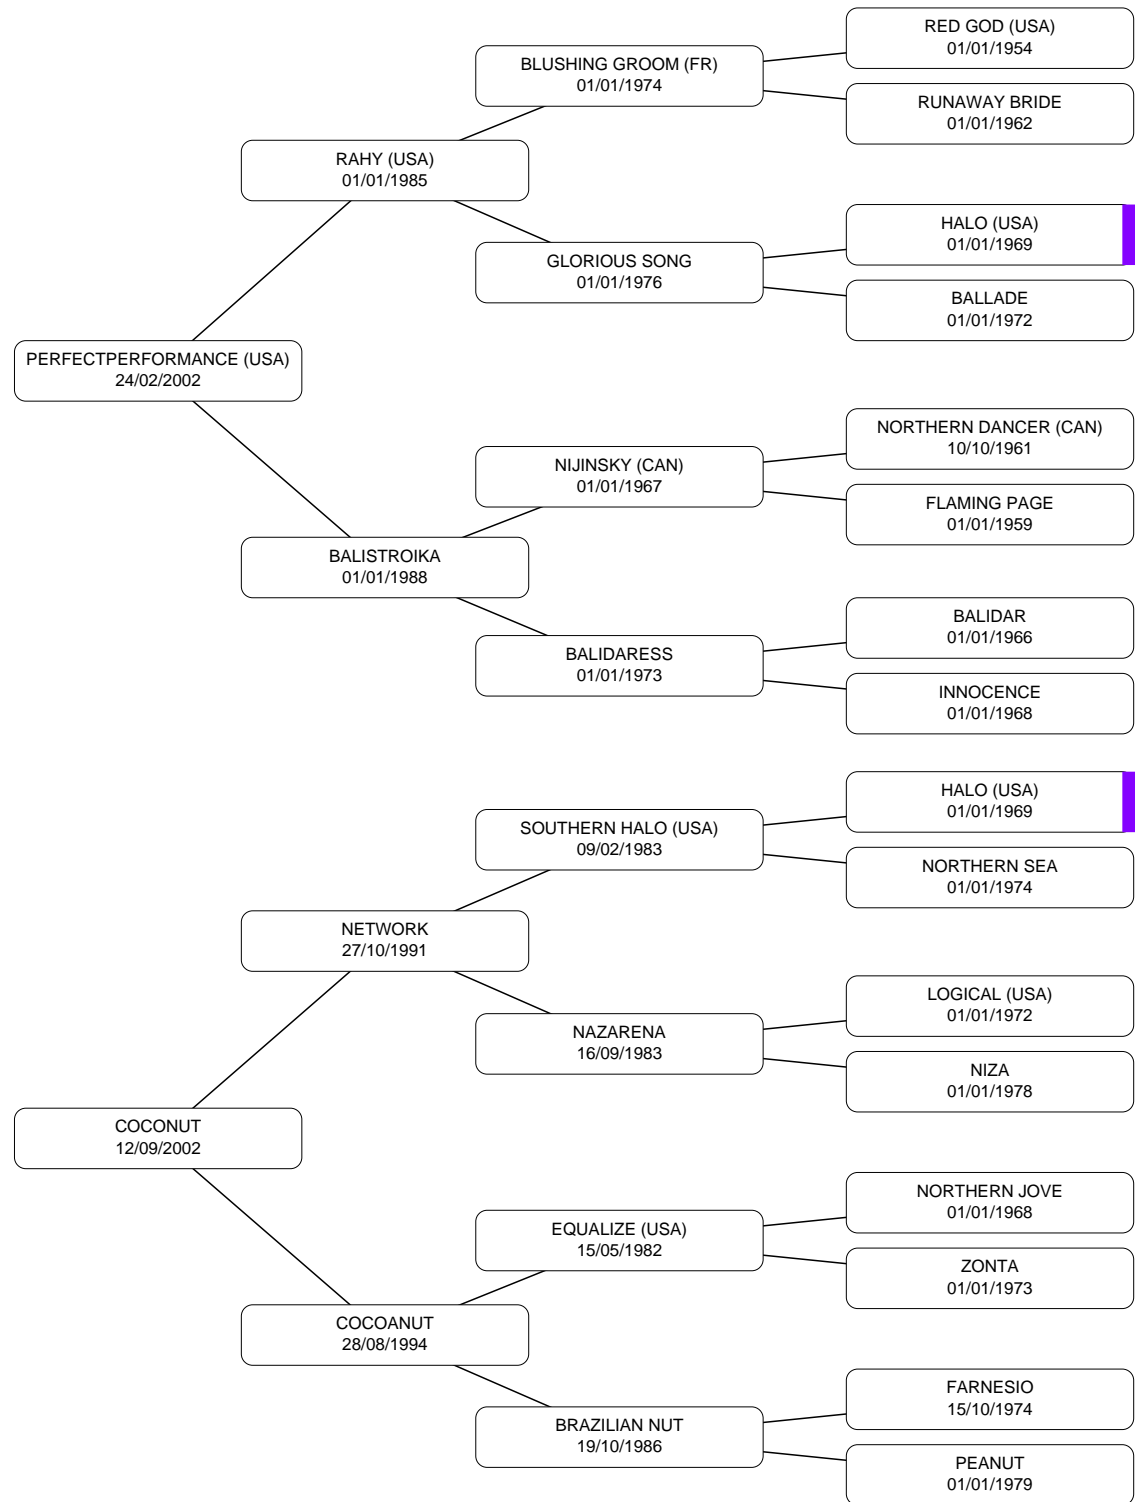 RED GOD (USA)
01/01/1954
BLUSHING GROOM (FR)
01/01/1974
RUNAWAY BRIDE
01/01/1962
RAHY (USA)
01/01/1985
HALO (USA)
01/01/1969
GLORIOUS SONG
01/01/1976
BALLADE
01/01/1972
PERFECTPERFORMANCE (USA)
24/02/2002
NORTHERN DANCER (CAN)
10/10/1961
NIJINSKY (CAN)
01/01/1967
FLAMING PAGE
01/01/1959
BALISTROIKA
01/01/1988
BALIDAR
01/01/1966
BALIDARESS
01/01/1973
INNOCENCE
01/01/1968
HALO (USA)
01/01/1969
SOUTHERN HALO (USA)
09/02/1983
NORTHERN SEA
01/01/1974
NETWORK
27/10/1991
LOGICAL (USA)
01/01/1972
NAZARENA
16/09/1983
NIZA
01/01/1978
COCONUT
12/09/2002
NORTHERN JOVE
01/01/1968
EQUALIZE (USA)
15/05/1982
ZONTA
01/01/1973
COCOANUT
28/08/1994
FARNESIO
15/10/1974
BRAZILIAN NUT
19/10/1986
PEANUT
01/01/1979